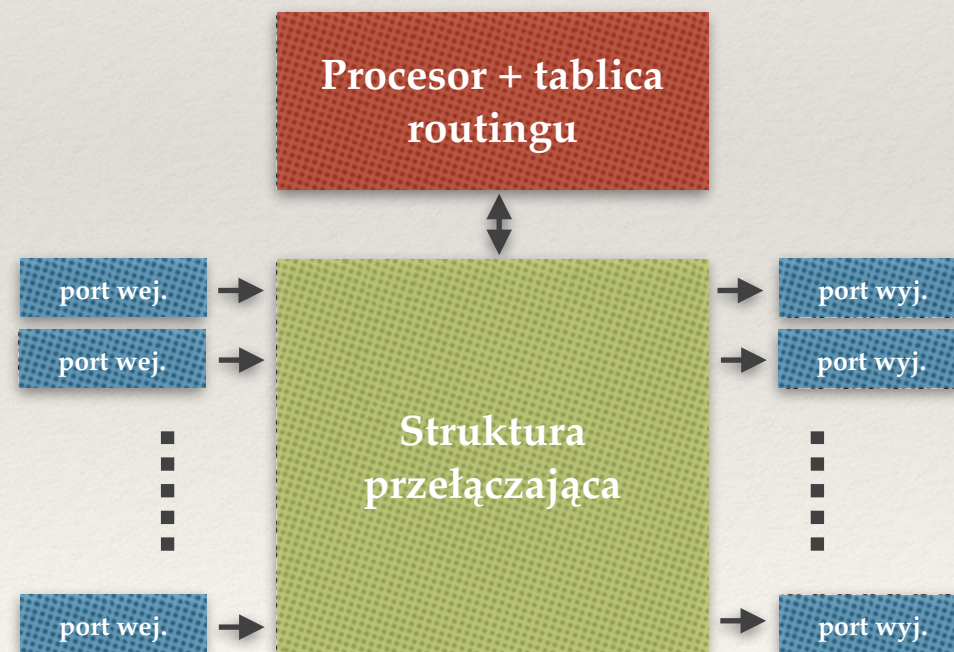 Procesor + tablica
routingu
port wej.
port wyj.
port wej.
port wyj.
Struktura
przełączająca
port wej.
port wyj.